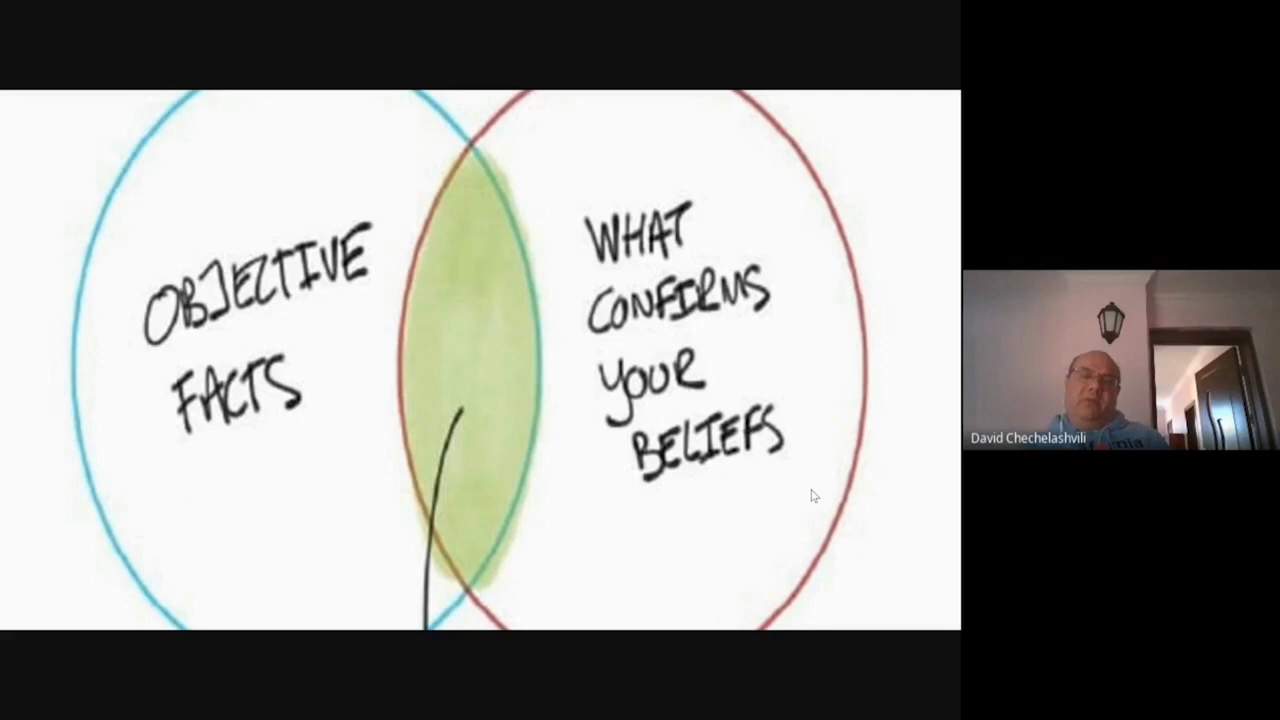 OBJECTIVE
FACTS
WHAT
CONFIRMS
YOUR
BELIEFS
David Chechelashvili